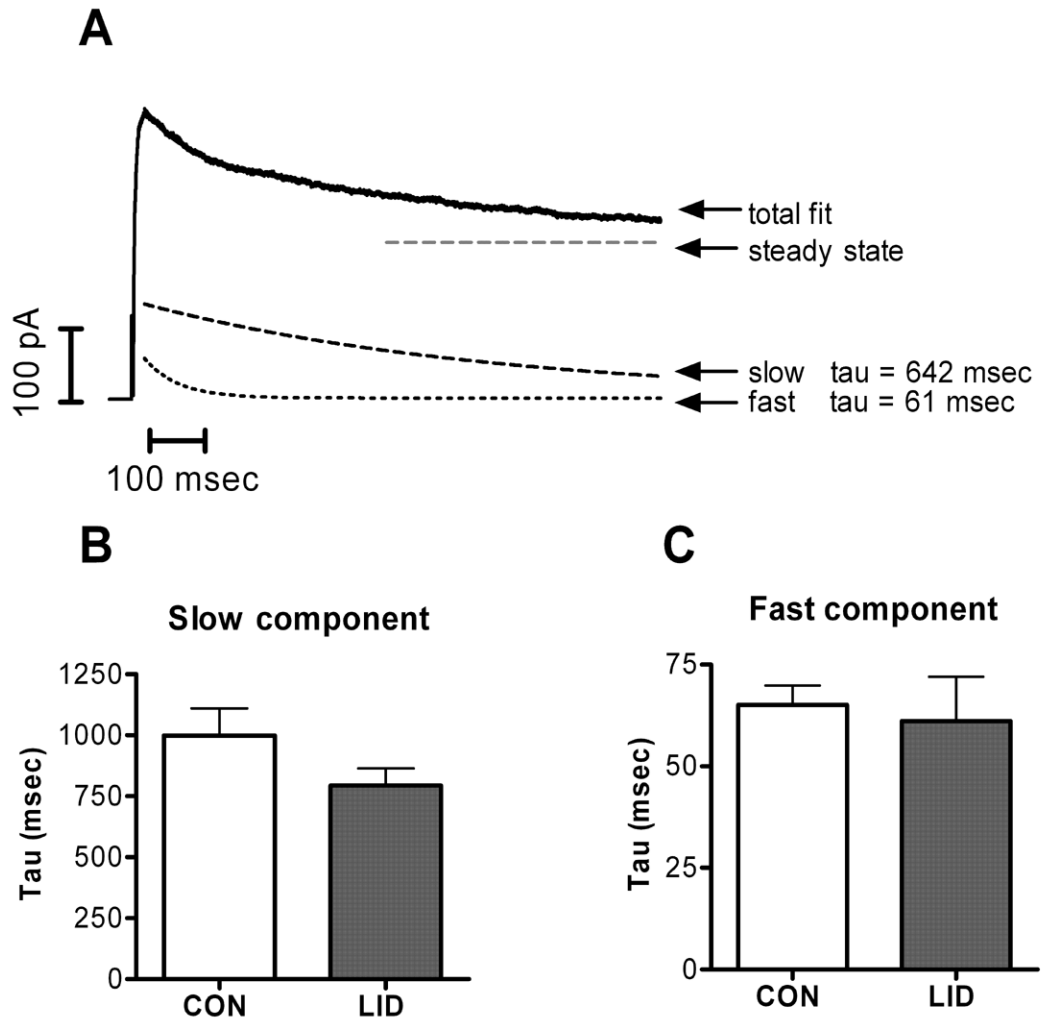 A
total fit
steady state
100 pA
slow tau = 642 msec
fast tau = 61 msec
100 msec
B
Slow component
1250
1000
750
500
250
0
Tau (msec)
CON LID
C
Fast component
75
50
25
0
Tau (msec)
CON LID